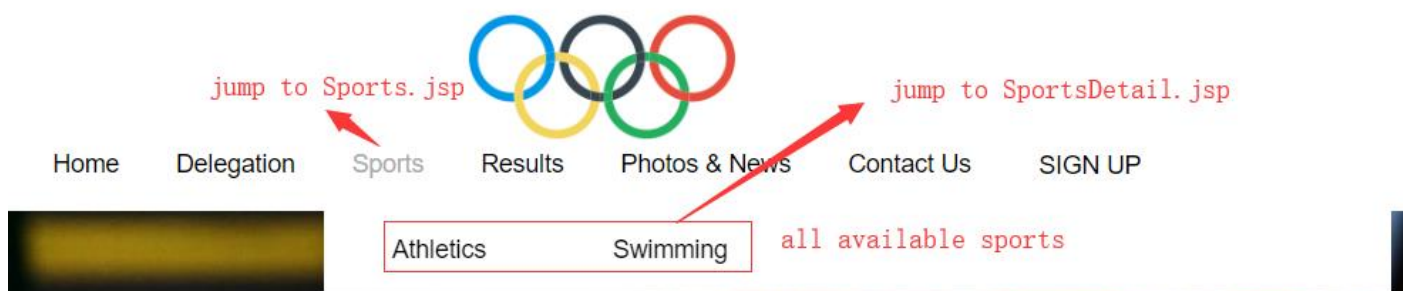 jump to Sports.jsp
jump to SportsDetail.jsp
Home Delegation Sports Results Photos & News Contact Us SIGN UP
Athletics Swimming all available sports